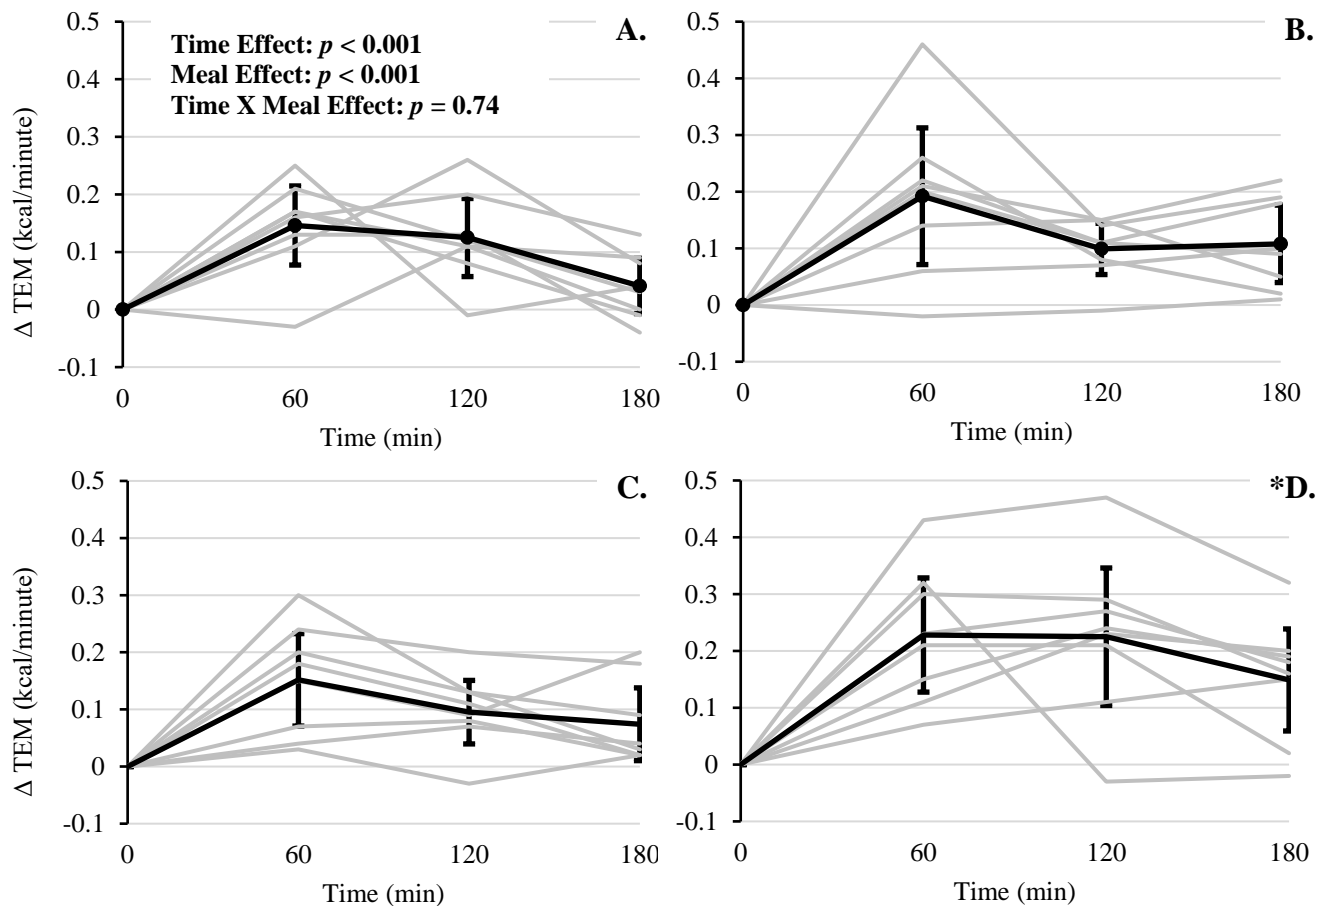 A.
Time Effect: p < 0.001
Meal Effect: p < 0.001
Time X Meal Effect: p = 0.74
Δ TEM (kcal/minute)
0.5
0.4
0.3
0.2
0.1
0
-0.1
0 60 120 180
Time (min)
B.
0.5
0.4
0.3
0.2
0.1
0
-0.1
0 60 120 180
Time (min)
C.
Δ TEM (kcal/minute)
0.5
0.4
0.3
0.2
0.1
0
-0.1
0 60 120 180
Time (min)
*D.
0.5
0.4
0.3
0.2
0.1
0
-0.1
0 60 120 180
Time (min)